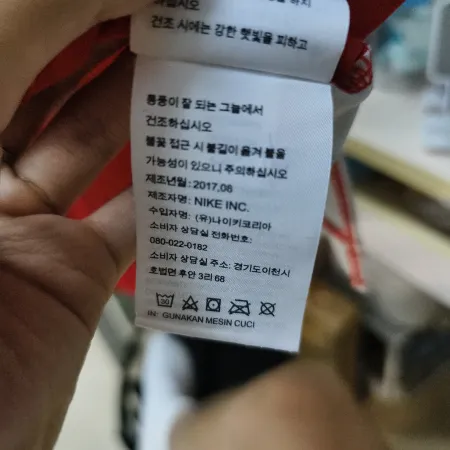 하십시오
건조 시에는 강한 햇빛을 피하고
통풍이 잘 되는 그늘에서
건조하십시오
불꽃 접근 시 불길이 옮겨 붙을
가능성이 있으니 주의하십시오
제조년월: 2017.08
제조자명: NIKE INC.
수입자명: (유)나이키코리아
소비자 상담실 전화번호:
080-022-0182
소비자 상담실 주소: 경기도이천시
호법면 후안 3리 68
IN: GUNAKAN MESIN CUCI